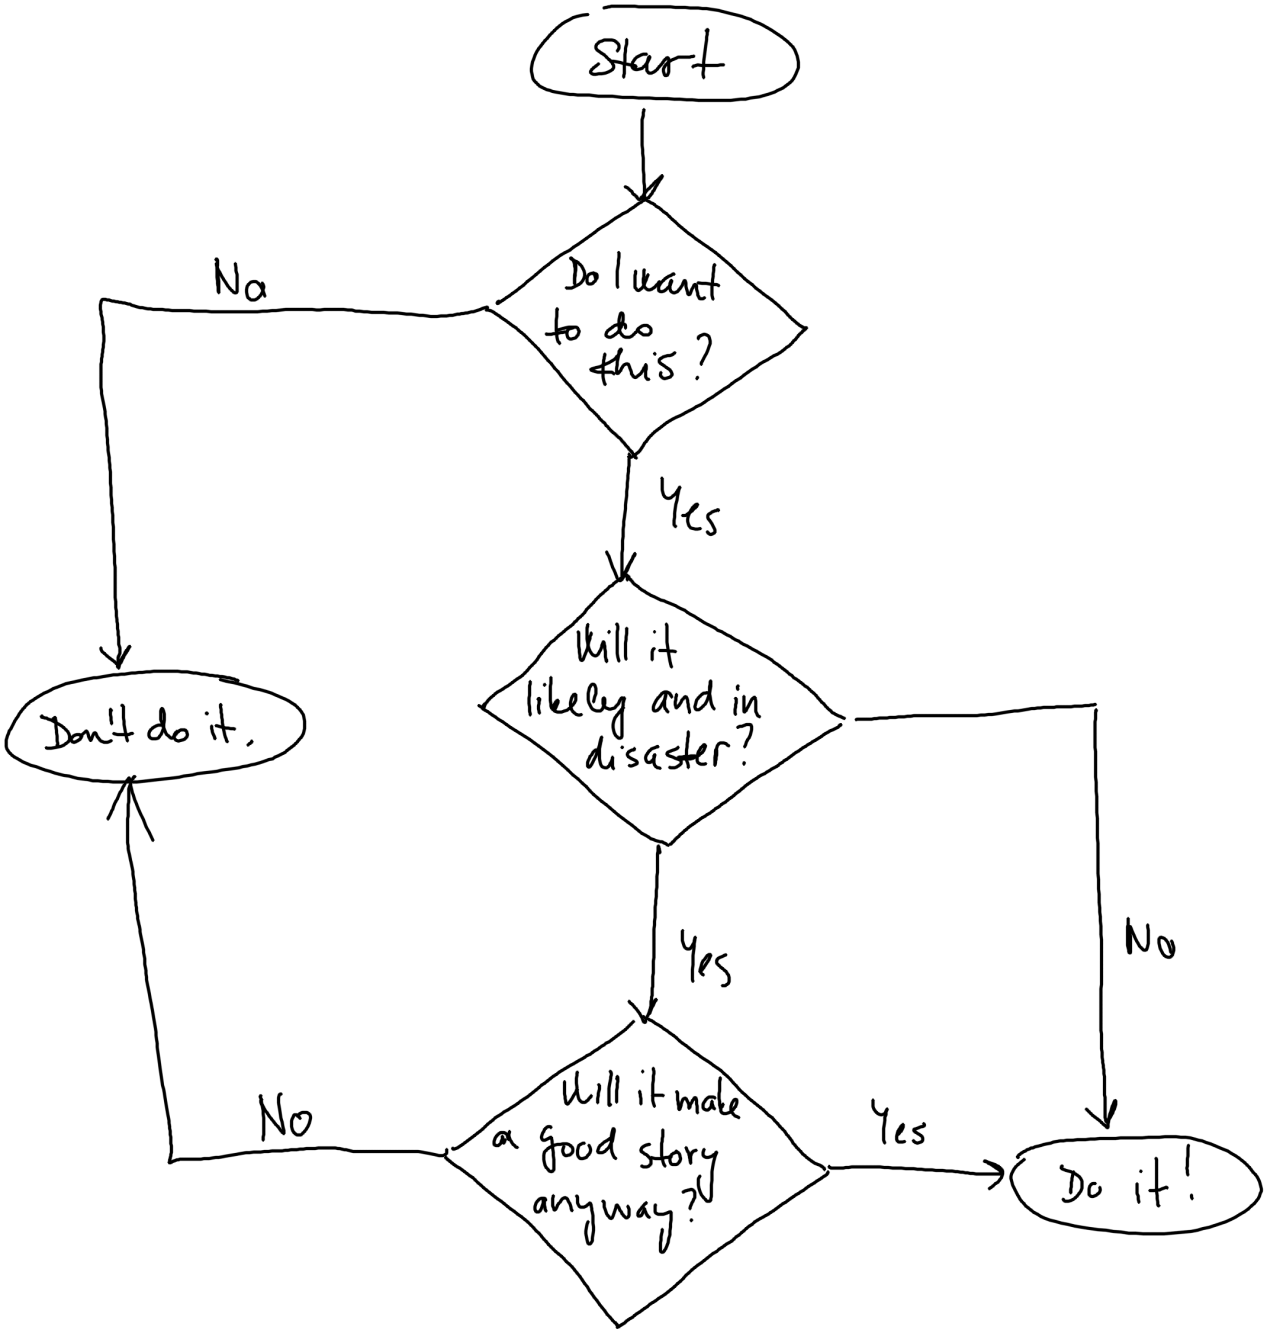 Start
No
Do I want
to do
this?
Yes
Will it
likely and in
disaster?
Don't do it.
No
Yes
Will it make
a good story
anyway?
No
Yes
Do it!